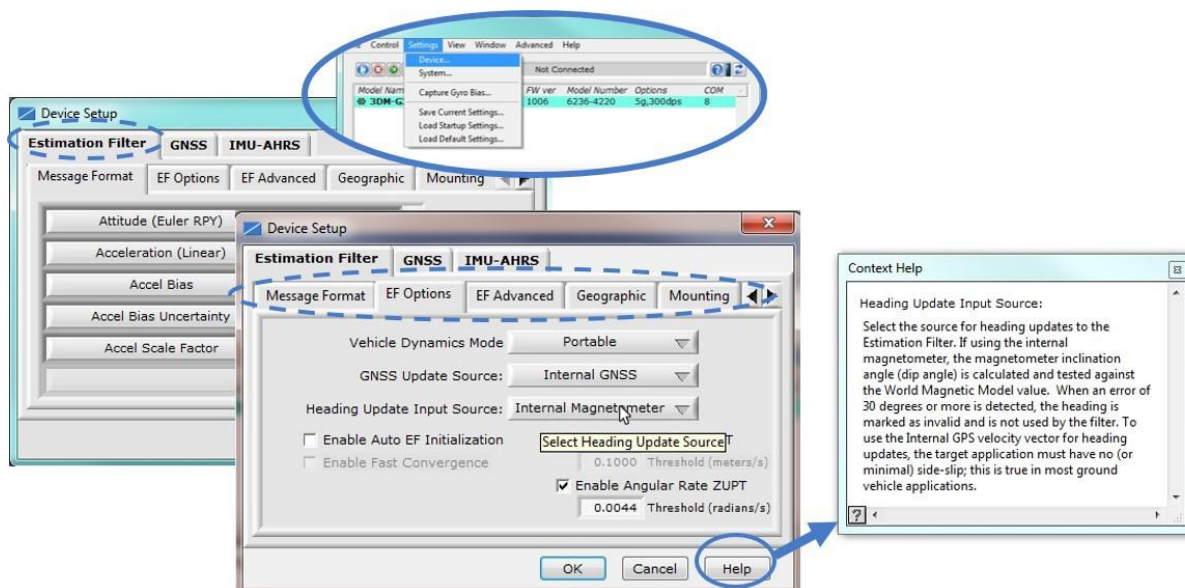 Control Settings View Window Advanced Help
Device...
System...
Capture Gyro Bias...
Save Current Settings...
Load Startup Settings...
Load Default Settings...
Not Connected
Model FW ver Model Number Options COM
1006 6236-4220 5g,300dps 8
Device Setup
Estimation Filter GNSS IMU-AHRS
Message Format EF Options EF Advanced Geographic Mounting
Attitude (Euler RPY)
Acceleration (Linear)
Accel Bias
Accel Bias Uncertainty
Accel Scale Factor
Device Setup
Estimation Filter GNSS IMU-AHRS
Message Format EF Options EF Advanced Geographic Mounting
Vehicle Dynamics Mode Portable
GNSS Update Source: Internal GNSS
Heading Update Input Source: Internal Magnetometer
Enable Auto EF Initialization
Select Heading Update Source
Enable Fast Convergence
0.1000 Threshold (meters/s)
Enable Angular Rate ZUPT
0.0044 Threshold (radians/s)
OK Cancel Help
Context Help
Heading Update Input Source:
Select the source for heading updates to the
Estimation Filter. If using the internal
magnetometer, the magnetometer inclination
angle (dip angle) is calculated and tested against
the World Magnetic Model value. When an error of
30 degrees or more is detected, the heading is
marked as invalid and is not used by the filter. To
use the Internal GPS velocity vector for heading
updates, the target application must have no (or
minimal) side-slip; this is true in most ground
vehicle applications.